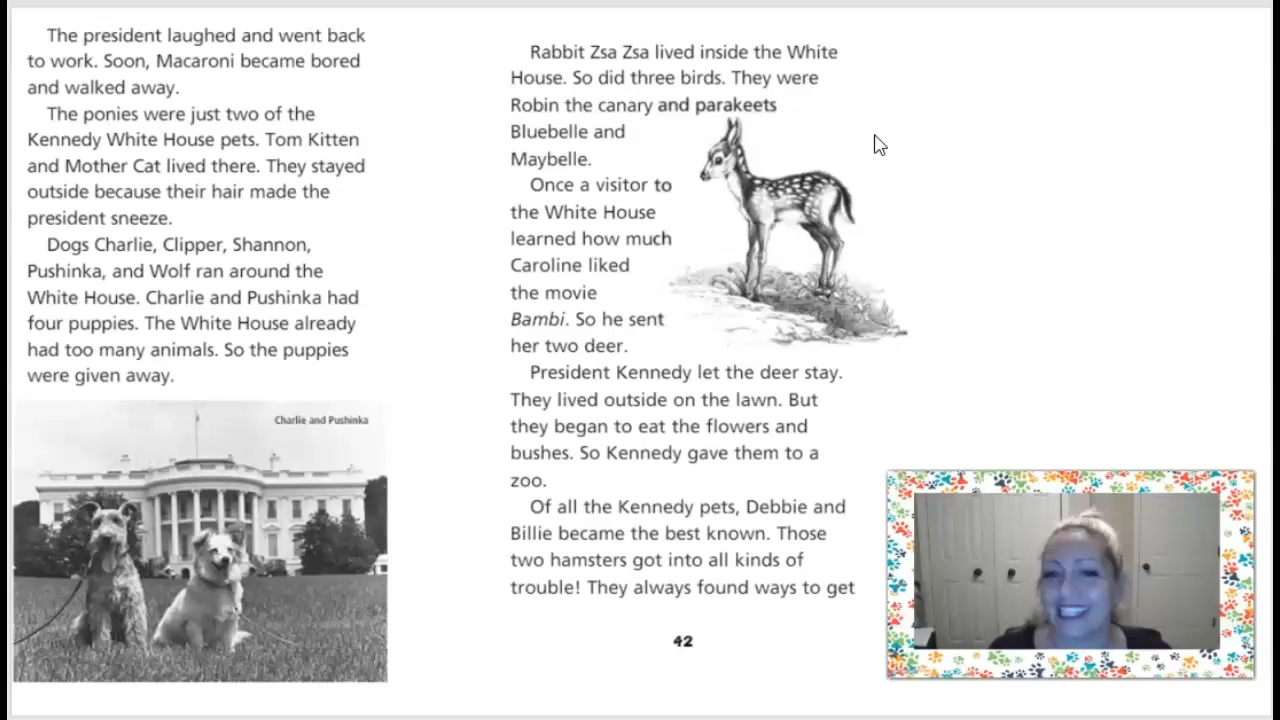 The president laughed and went back
to work. Soon, Macaroni became bored
and walked away.
The ponies were just two of the
Kennedy White House pets. Tom Kitten
and Mother Cat lived there. They stayed
outside because their hair made the
president sneeze.
Dogs Charlie, Clipper, Shannon,
Pushinka, and Wolf ran around the
White House. Charlie and Pushinka had
four puppies. The White House already
had too many animals. So the puppies
were given away.
Charlie and Pushinka
Rabbit Zsa Zsa lived inside the White
House. So did three birds. They were
Robin the canary and parakeets
Bluebelle and
Maybelle.
Once a visitor to
the White House
learned how much
Caroline liked
the movie
Bambi. So he sent
her two deer.
President Kennedy let the deer stay.
They lived outside on the lawn. But
they began to eat the flowers and
bushes. So Kennedy gave them to a
zoo.
Of all the Kennedy pets, Debbie and
Billie became the best known. Those
two hamsters got into all kinds of
trouble! They always found ways to get
42